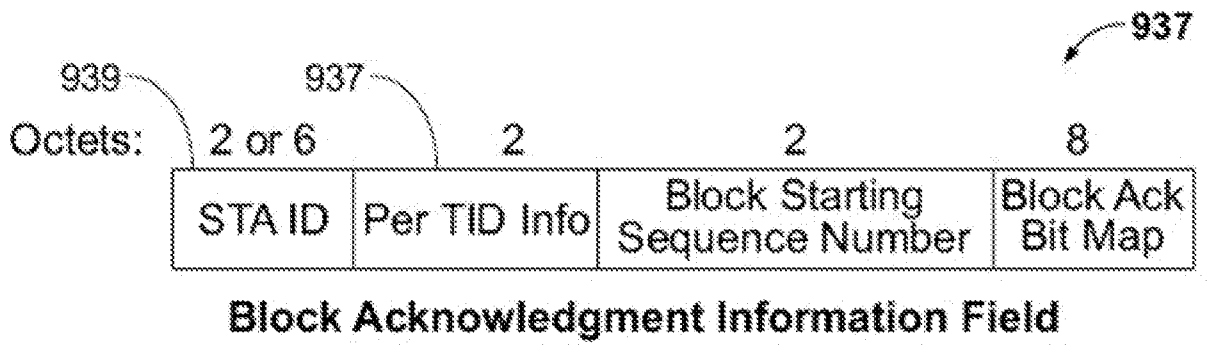 937
939 937
Octets: 2 or 6 2 2 8
STA ID Per TID Info Block Starting Sequence Number Block Ack Bit Map
Block Acknowledgment Information Field